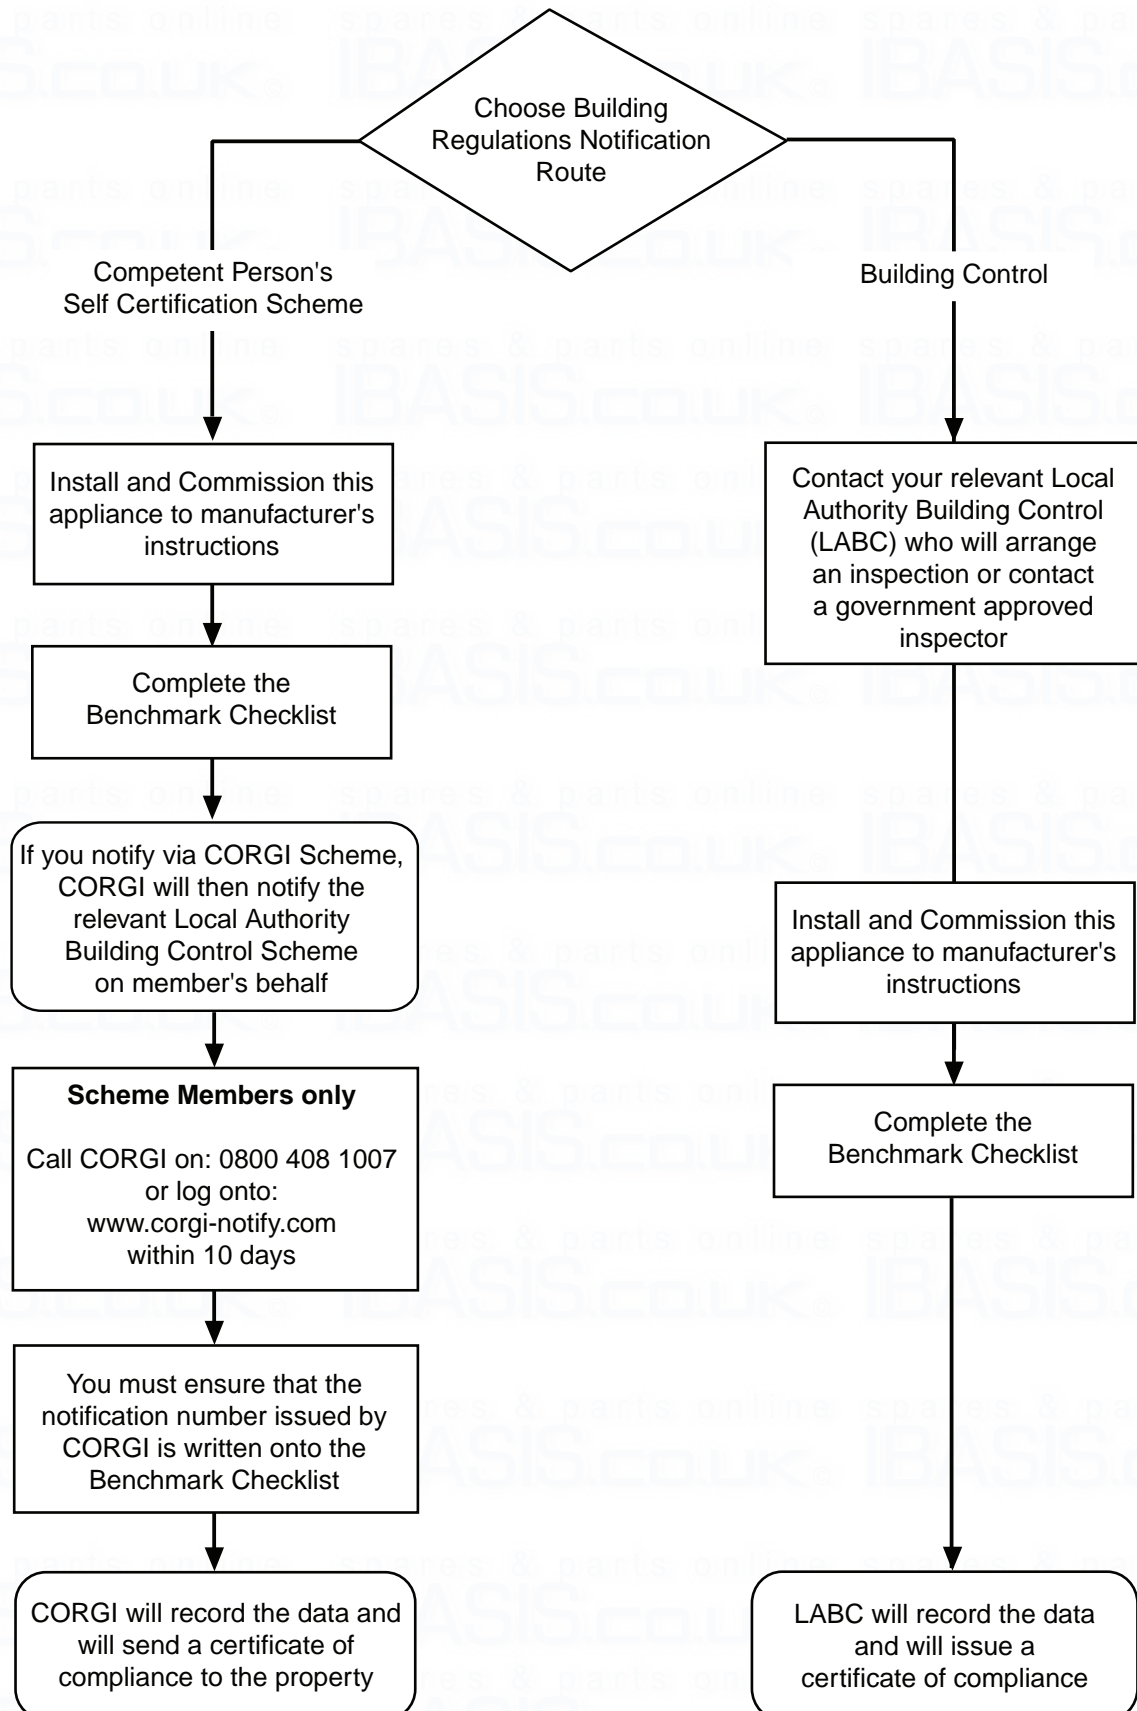 Choose Building
Regulations Notification
Route
Competent Person's
Self Certification Scheme
Building Control
Install and Commission this
appliance to manufacturer's
instructions
Complete the
Benchmark Checklist
If you notify via CORGI Scheme,
CORGI will then notify the
relevant Local Authority
Building Control Scheme
on member's behalf
Scheme Members only
Call CORGI on: 0800 408 1007
or log onto:
www.corgi-notify.com
within 10 days
You must ensure that the
notification number issued by
CORGI is written onto the
Benchmark Checklist
CORGI will record the data and
will send a certificate of
compliance to the property
Contact your relevant Local
Authority Building Control
(LABC) who will arrange
an inspection or contact
a government approved
inspector
Install and Commission this
appliance to manufacturer's
instructions
Complete the
Benchmark Checklist
LABC will record the data
and will issue a
certificate of compliance
spares & parts online
IBASIS.co.uk